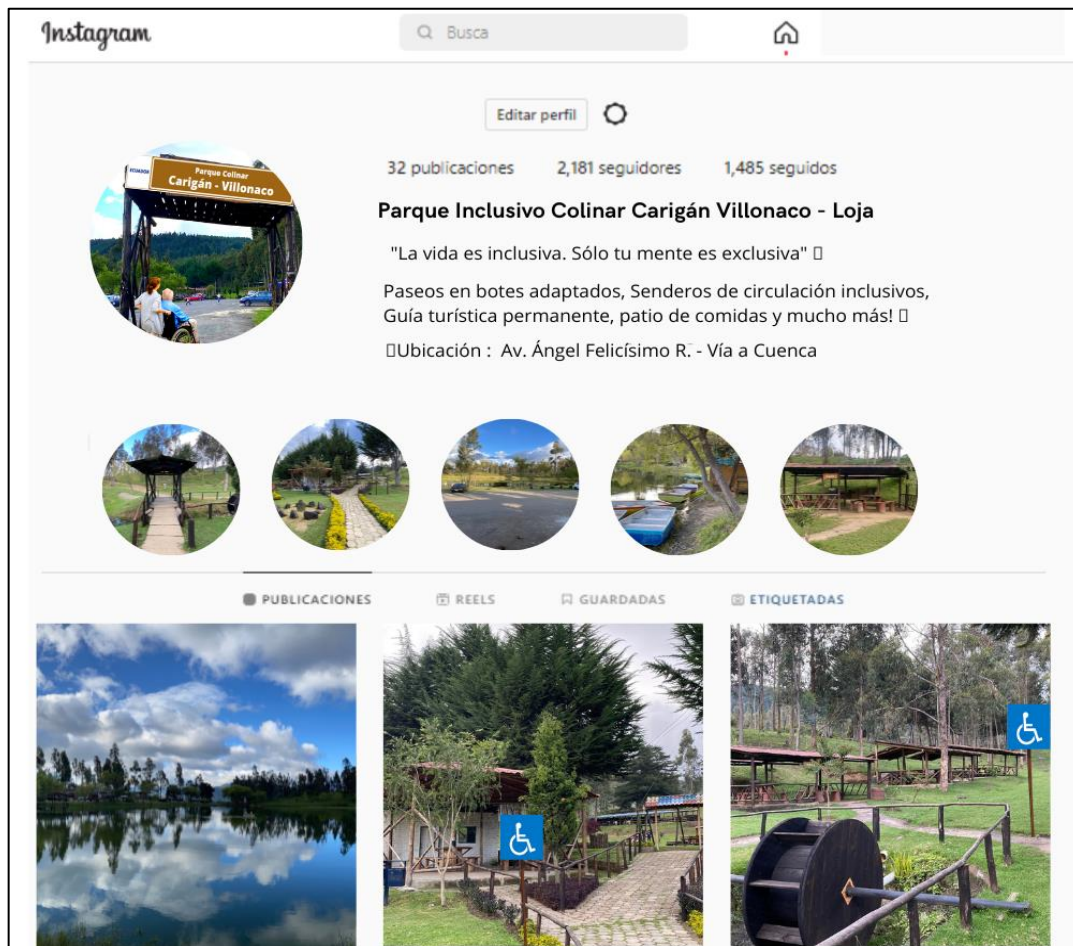 Instagram
Busca
Editar perfil
ECUADOR
Parque Colinar
Carigán - Villonaco
32 publicaciones 2,181 seguidores 1,485 seguidos
Parque Inclusivo Colinar Carigán Villonaco - Loja
"La vida es inclusiva. Sólo tu mente es exclusiva" ▯
Paseos en botes adaptados, Senderos de circulación inclusivos,
Guía turística permanente, patio de comidas y mucho más! ▯
▯Ubicación : Av. Ángel Felicísimo R. - Vía a Cuenca
PUBLICACIONES REELS GUARDADAS ETIQUETADAS